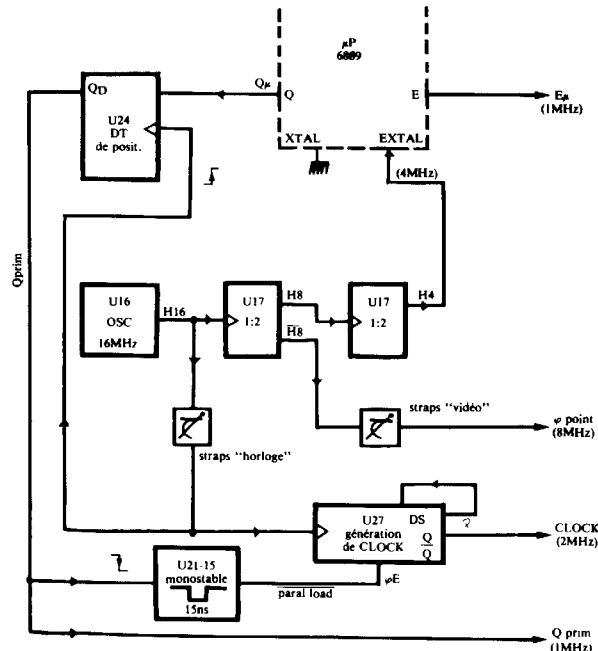 μP
6809
Qμ
QD
Q
E
Eμ
(1MHz)
U24
DT
de posit.
XTAL
EXTAL
(4MHz)
Qprim
U16
OSC
16MHz
H16
U17
1:2
H8
H8
U17
1:2
H4
straps "vidéo"
φ point
(8MHz)
straps "horloge"
U27
DS
génération
de CLOCK
Q
Q
CLOCK
(2MHz)
U21-15
monostable
15ns
paral load
φE
Q prim
(1MHz)